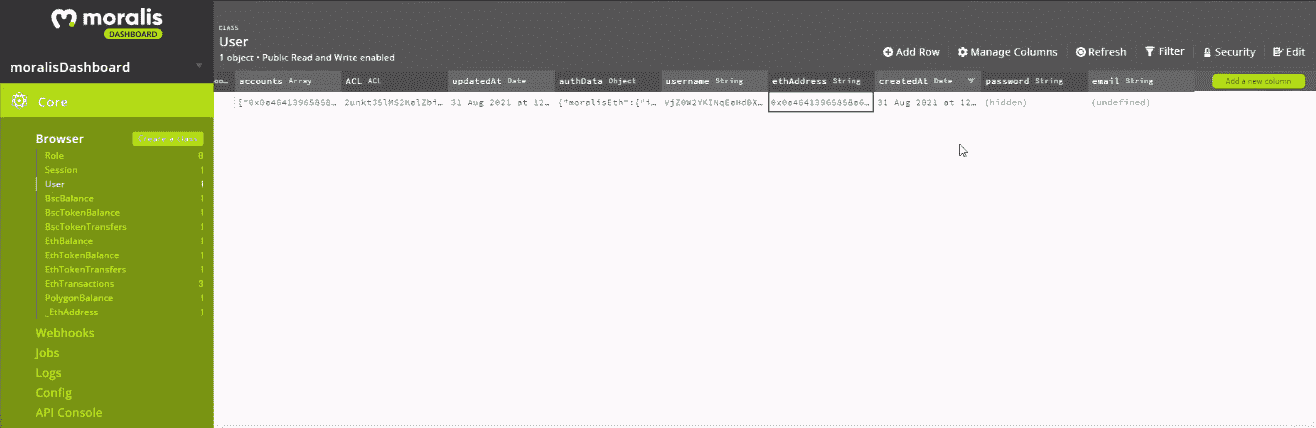 moralis
DASHBOARD
moralisDashboard
Core
Browser
Role 0
Session 1
User 1
BscBalance 1
BscTokenBalance 1
BscTokenTransfers 1
EthBalance 1
EthTokenBalance 1
EthTokenTransfers 1
EthTransactions 3
PolygonBalance 1
_EthAddress 1
Webhooks
Jobs
Logs
Config
API Console
CLASS
User
1 object • Public Read and Write enabled
Add Row Manage Columns Refresh Filter Security Edit
accounts Array ACL ACL updatedAt Date authData Object username String ethAddress String createdAt Date password String email String Add a new column
31 Aug 2021 at 12… {"moralisEth":{"i… 31 Aug 2021 at 12… (hidden) (undefined)